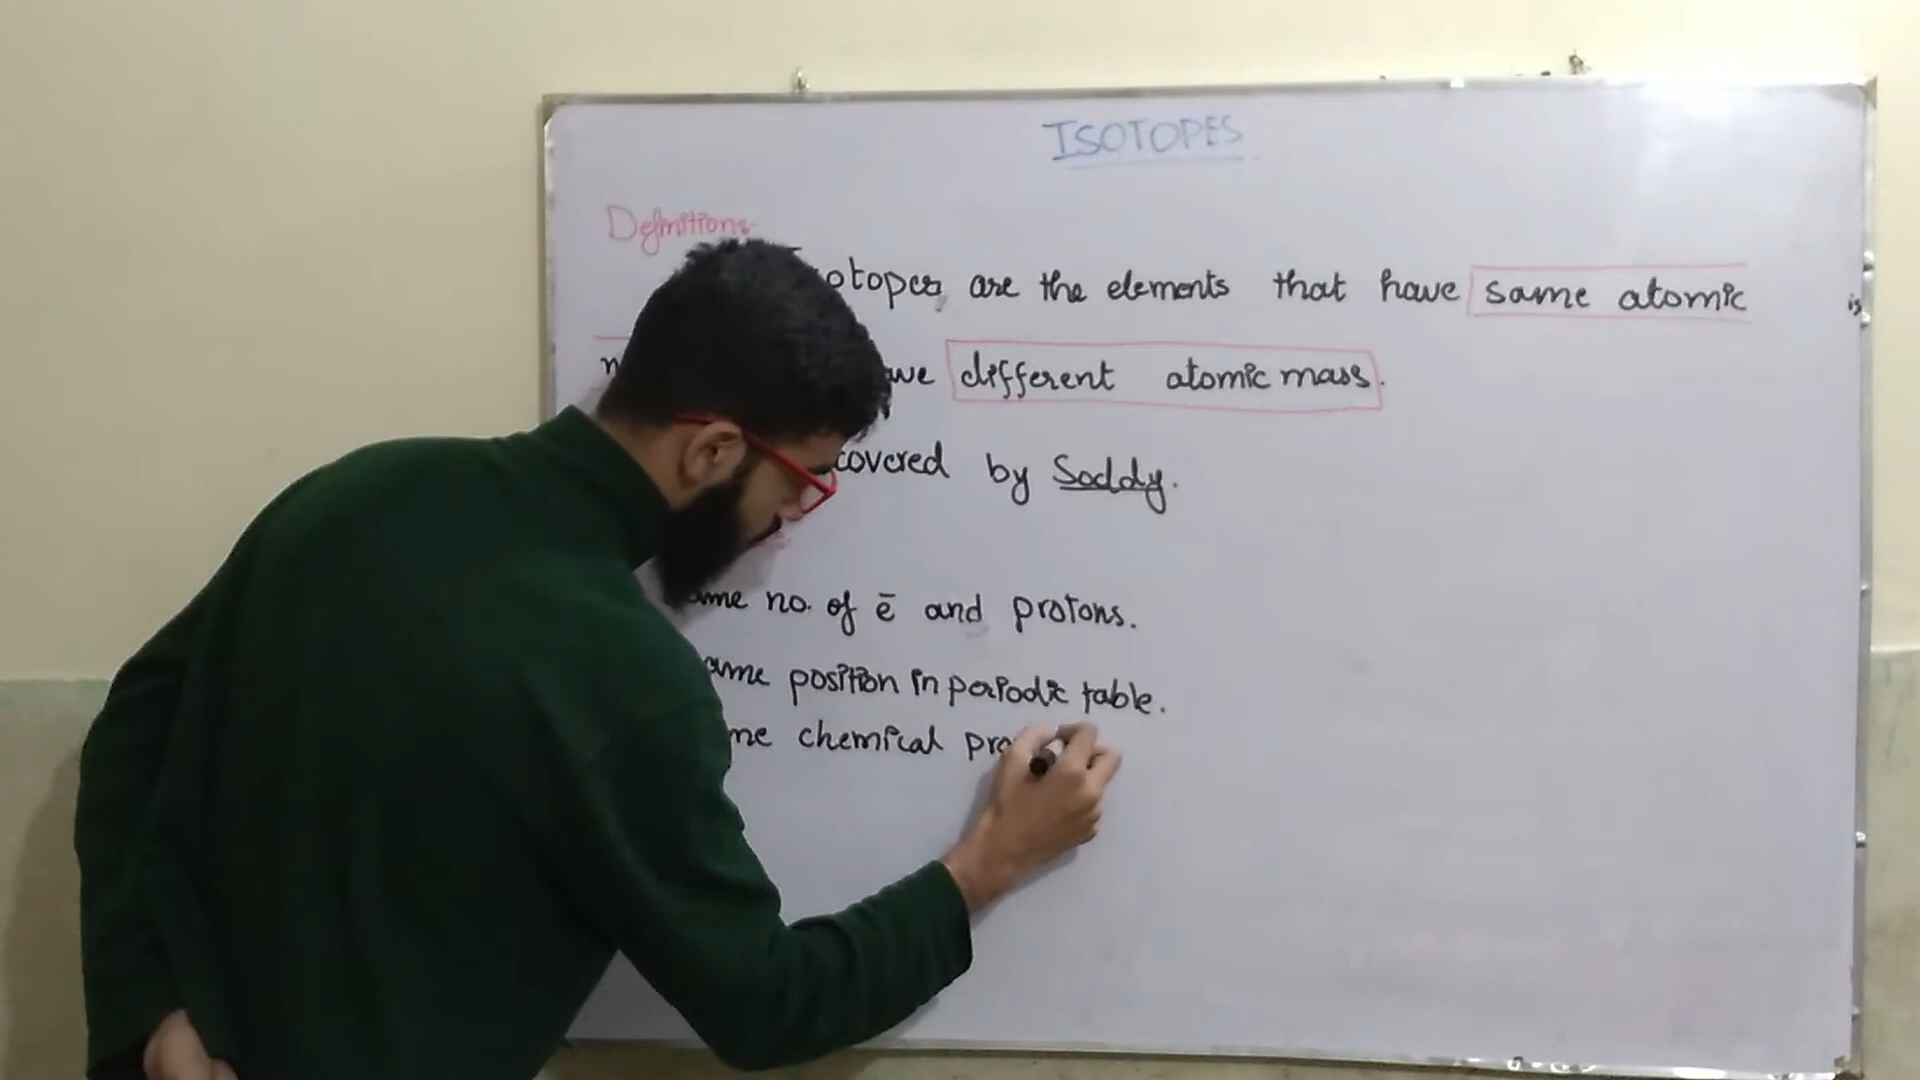 ISOTOPES
Definitions:
otopes are the elements that have same atomic is
different atomic mass.
covered by Soddy.
ame no. of ē and protons.
ame position in periodic table.
me chemical pro